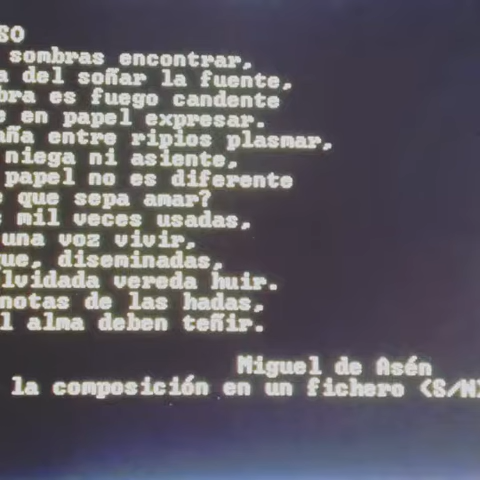 SO
sombras encontrar,
a del soñar la fuente,
bra es fuego candente
e en papel expresar.
aña entre ripios plasmar,
niega ni asiente,
papel no es diferente
e que sepa amar?
s mil veces usadas,
una voz vivir,
ue, diseminadas,
lvidada vereda huir.
notas de las hadas,
l alma deben teñir.
Miguel de Asén
la composición en un fichero (S/N)